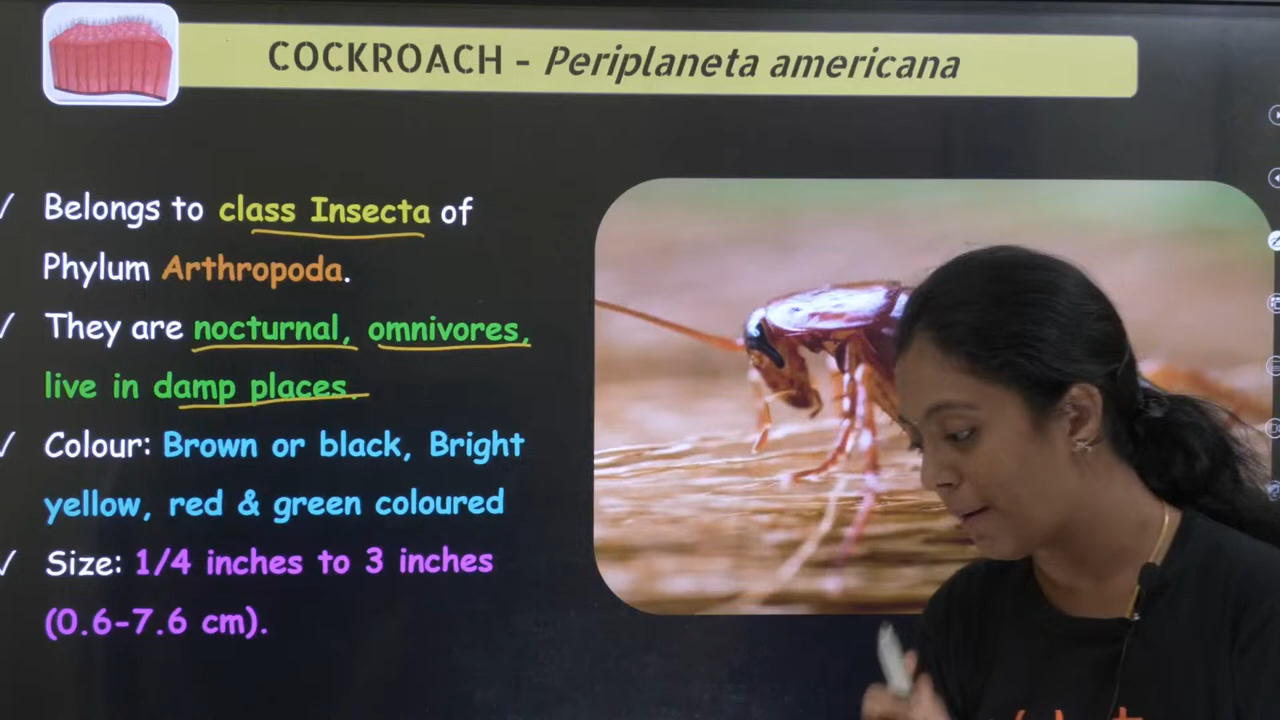 COCKROACH - Periplaneta americana
✓ Belongs to class Insecta of
Phylum Arthropoda.
✓ They are nocturnal, omnivores,
live in damp places.
✓ Colour: Brown or black, Bright
yellow, red & green coloured
✓ Size: 1/4 inches to 3 inches
(0.6-7.6 cm).